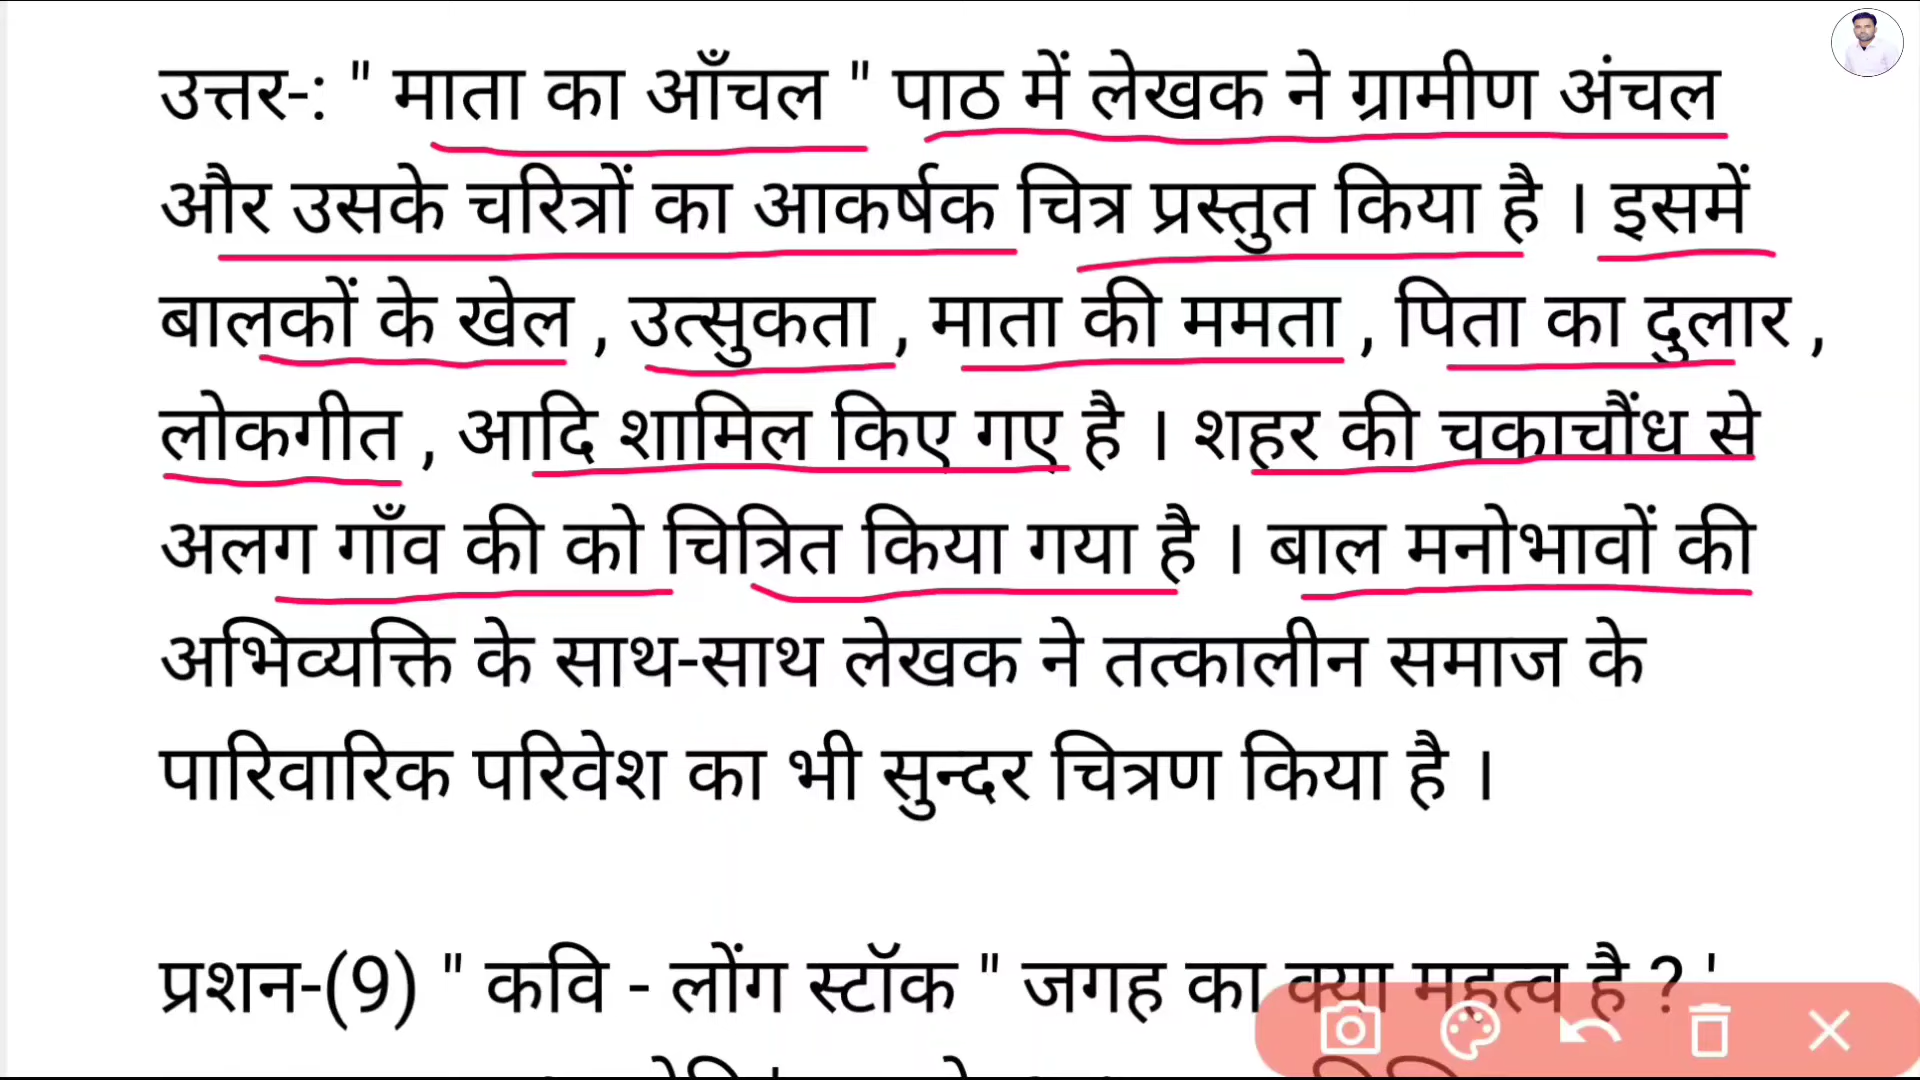 उत्तर-: " माता का आँचल " पाठ में लेखक ने ग्रामीण अंचल
और उसके चरित्रों का आकर्षक चित्र प्रस्तुत किया है । इसमें
बालकों के खेल , उत्सुकता , माता की ममता , पिता का दुलार ,
लोकगीत , आदि शामिल किए गए है । शहर की चकाचौंध से
अलग गाँव की को चित्रित किया गया है । बाल मनोभावों की
अभिव्यक्ति के साथ-साथ लेखक ने तत्कालीन समाज के
पारिवारिक परिवेश का भी सुन्दर चित्रण किया है ।
प्रशन-(9) " कवि - लोंग स्टॉक " जगह का क्या महत्व है ? '